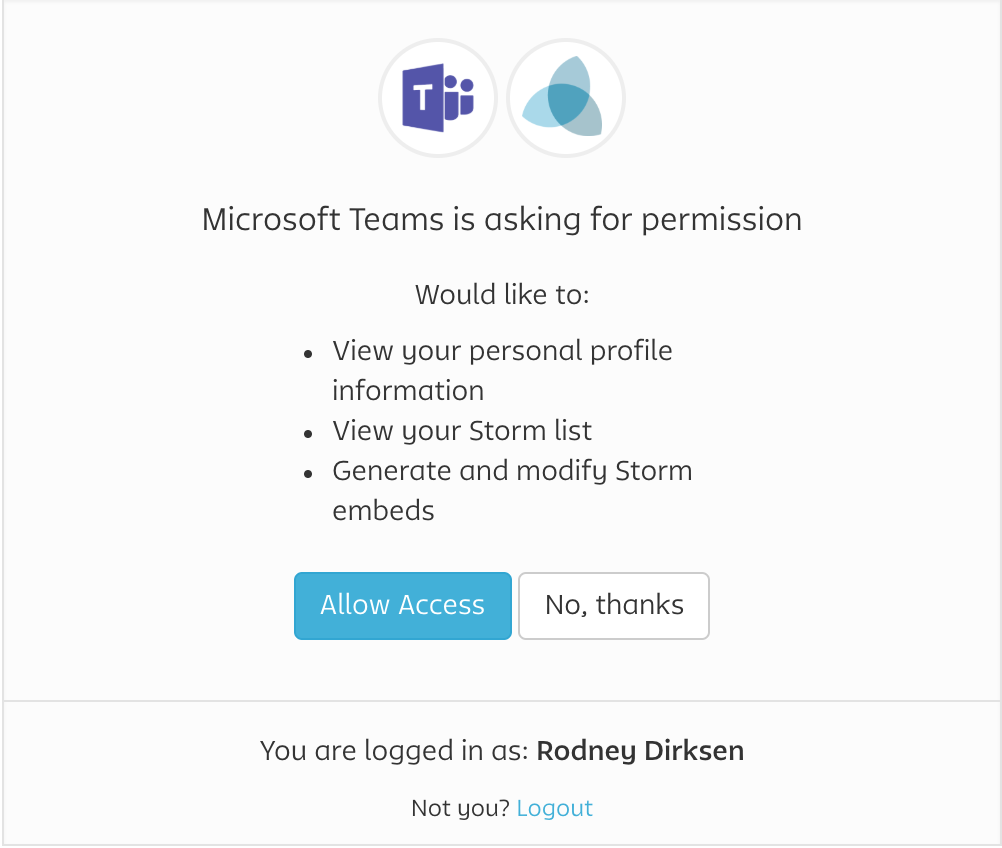 T
Microsoft Teams is asking for permission
Would like to:
• View your personal profile
information
• View your Storm list
• Generate and modify Storm
embeds
Allow Access
No, thanks
You are logged in as: Rodney Dirksen
Not you? Logout